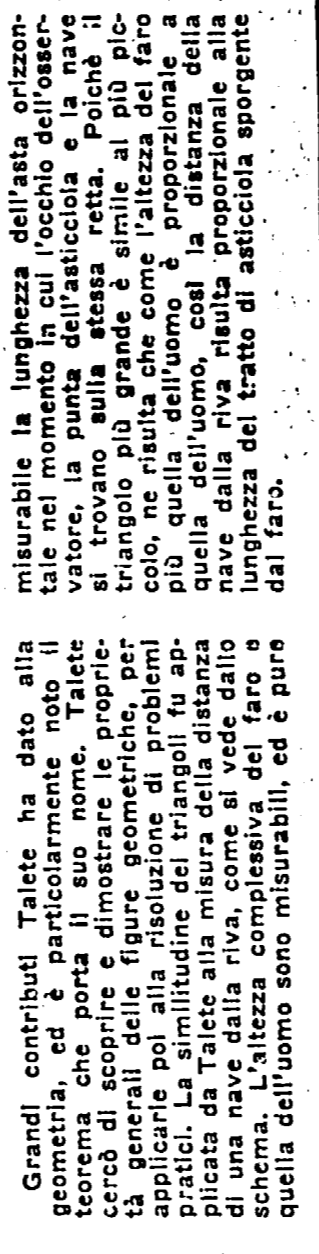 Grandi contributi Talete ha dato alla
geometria, ed è particolarmente noto il
teorema che porta il suo nome. Talete
cercò di scoprire e dimostrare le proprie-
tà generali delle figure geometriche, per
applicarle poi alla risoluzione di problemi
pratici. La similitudine dei triangoli fu ap-
plicata da Talete alla misura della distanza
di una nave dalla riva, come si vede dallo
schema. L'altezza complessiva del faro e
quella dell'uomo sono misurabili, ed è pure
misurabile la lunghezza dell'asta orizzon-
tale nel momento in cui l'occhio dell'osser-
vatore, la punta dell'asticciola e la nave
si trovano sulla stessa retta. Poichè il
triangolo più grande è simile al più pic-
colo, ne risulta che come l'altezza del faro
più quella dell'uomo è proporzionale a
quella dell'uomo, così la distanza della
nave dalla riva risulta proporzionale alla
lunghezza del tratto di asticciola sporgente
dal faro.